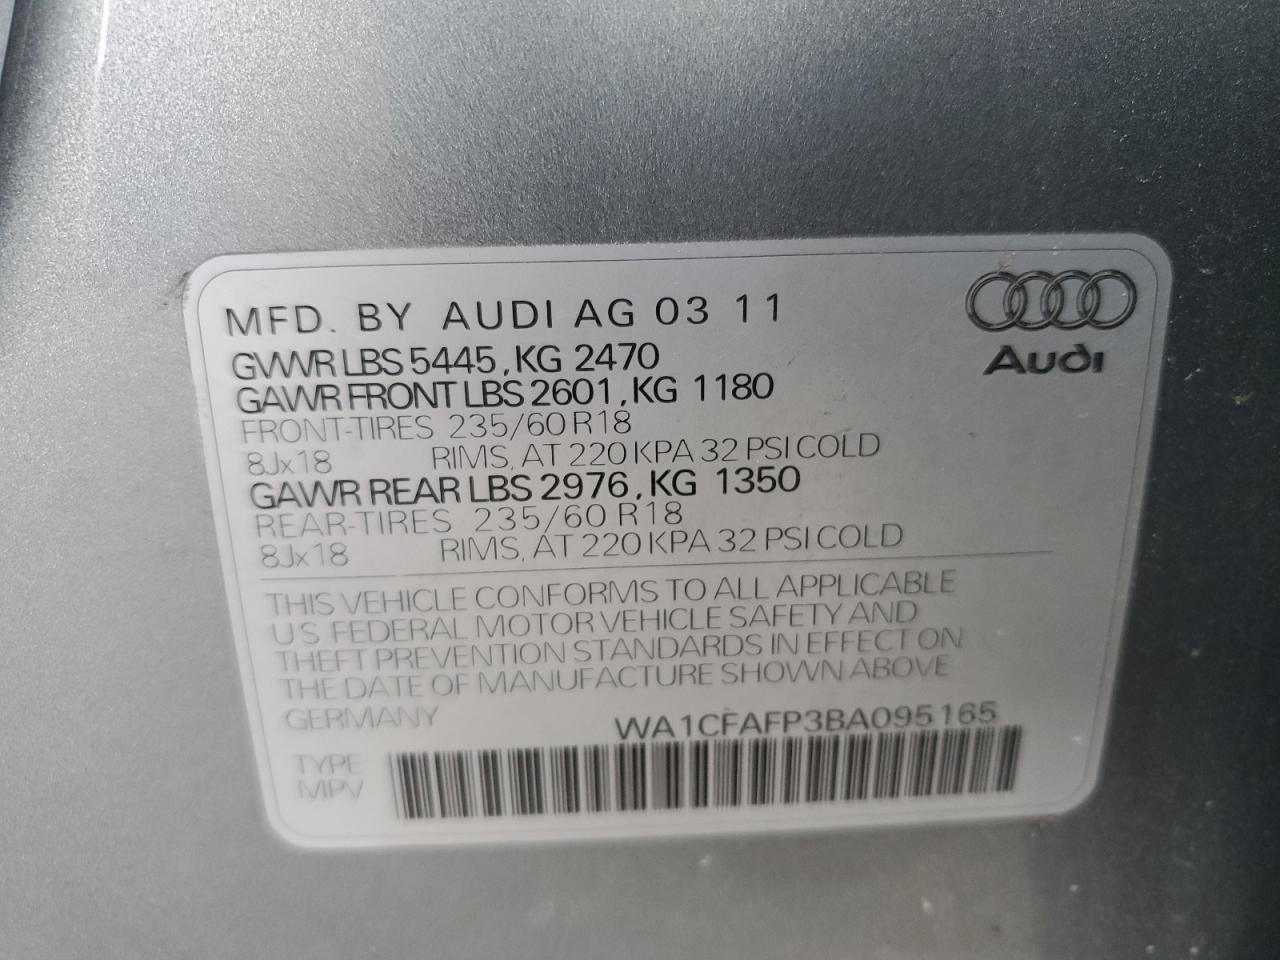 MFD. BY AUDI AG 03 11
Audi
GVWR LBS 5445, KG 2470
GAWR FRONT LBS 2601, KG 1180
FRONT-TIRES 235/60 R18
8Jx18 RIMS, AT 220 KPA 32 PSI COLD
GAWR REAR LBS 2976, KG 1350
REAR-TIRES 235/60 R18
8Jx18 RIMS, AT 220 KPA 32 PSI COLD
THIS VEHICLE CONFORMS TO ALL APPLICABLE
US FEDERAL MOTOR VEHICLE SAFETY AND
THEFT PREVENTION STANDARDS IN EFFECT ON
THE DATE OF MANUFACTURE SHOWN ABOVE
GERMANY WA1CFAFP3BA095165
TYPE
MPV